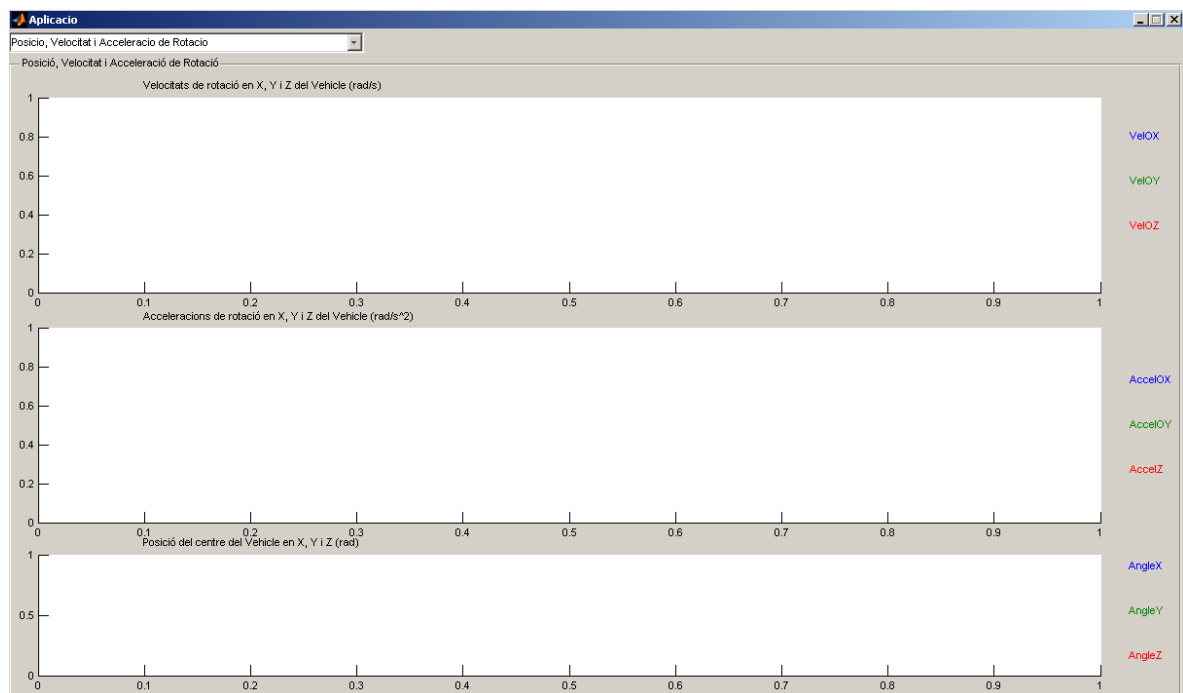 Aplicacio
Posicio, Velocitat i Acceleracio de Rotacio
Posició, Velocitat i Acceleració de Rotació
Velocitats de rotació en X, Y i Z del Vehicle (rad/s)
1
0.8
0.6
0.4
0.2
0
0 0.1 0.2 0.3 0.4 0.5 0.6 0.7 0.8 0.9 1
VelOX
VelOY
VelOZ
Acceleracions de rotació en X, Y i Z del Vehicle (rad/s^2)
1
0.8
0.6
0.4
0.2
0
0 0.1 0.2 0.3 0.4 0.5 0.6 0.7 0.8 0.9 1
AccelOX
AccelOY
AccelZ
Posició del centre del Vehicle en X, Y i Z (rad)
1
0.5
0
0 0.1 0.2 0.3 0.4 0.5 0.6 0.7 0.8 0.9 1
AngleX
AngleY
AngleZ